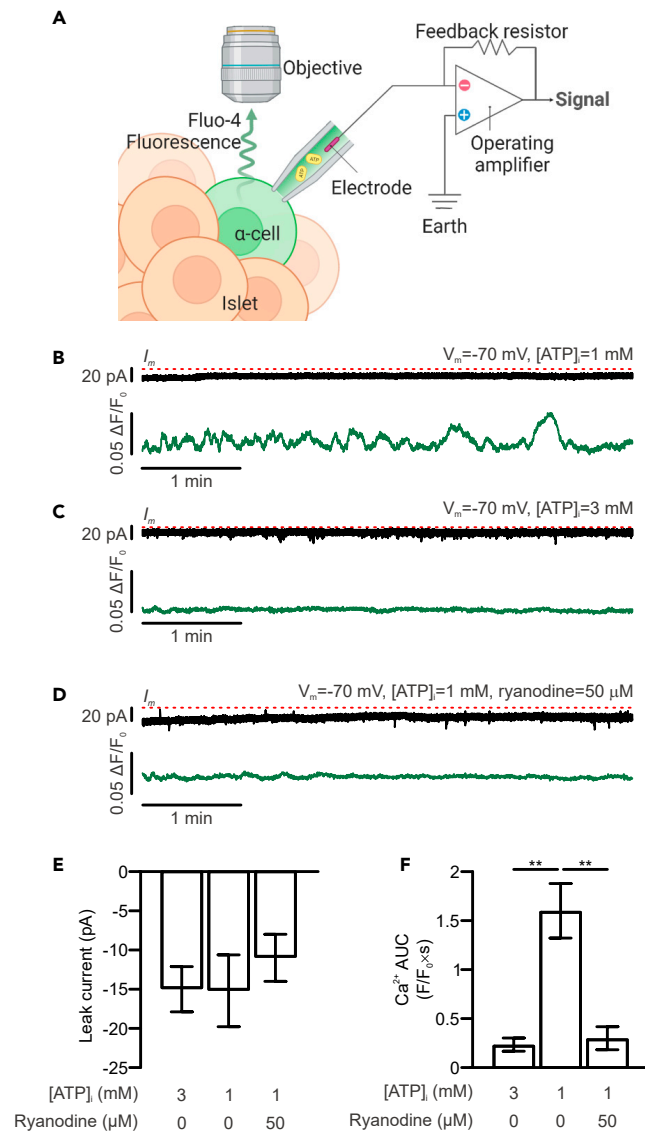 A
Feedback resistor
Objective
Signal
Fluo-4
Fluorescence
ATP
ATP
Operating
amplifier
Electrode
Earth
α-cell
Islet
B
Iₘ
Vₘ=-70 mV, [ATP]ᵢ=1 mM
20 pA
0.05 ΔF/F₀
1 min
C
Iₘ
Vₘ=-70 mV, [ATP]ᵢ=3 mM
20 pA
0.05 ΔF/F₀
1 min
D
Iₘ
Vₘ=-70 mV, [ATP]ᵢ=1 mM, ryanodine=50 μM
20 pA
0.05 ΔF/F₀
1 min
E
0
-5
-10
-15
-20
-25
Leak current (pA)
[ATP]ᵢ (mM) 3 1 1
Ryanodine (μM) 0 0 50
F
** **
2
1.5
1
0.5
0
Ca²⁺ AUC
(F/F₀×s)
[ATP]ᵢ (mM) 3 1 1
Ryanodine (μM) 0 0 50